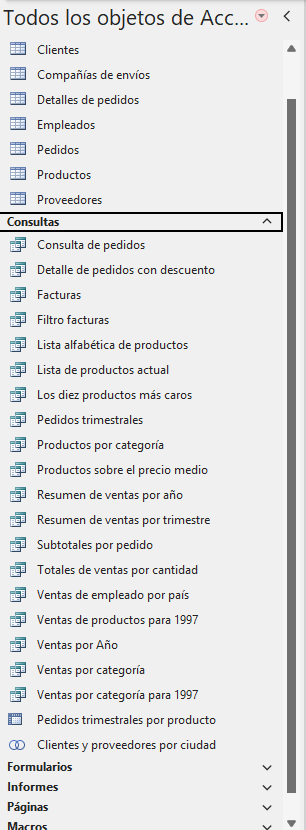 Todos los objetos de Acc...
Clientes
Compañías de envíos
Detalles de pedidos
Empleados
Pedidos
Productos
Proveedores
Consultas
Consulta de pedidos
Detalle de pedidos con descuento
Facturas
Filtro facturas
Lista alfabética de productos
Lista de productos actual
Los diez productos más caros
Pedidos trimestrales
Productos por categoría
Productos sobre el precio medio
Resumen de ventas por año
Resumen de ventas por trimestre
Subtotales por pedido
Totales de ventas por cantidad
Ventas de empleado por país
Ventas de productos para 1997
Ventas por Año
Ventas por categoría
Ventas por categoría para 1997
Pedidos trimestrales por producto
Clientes y proveedores por ciudad
Formularios
Informes
Páginas
Macros